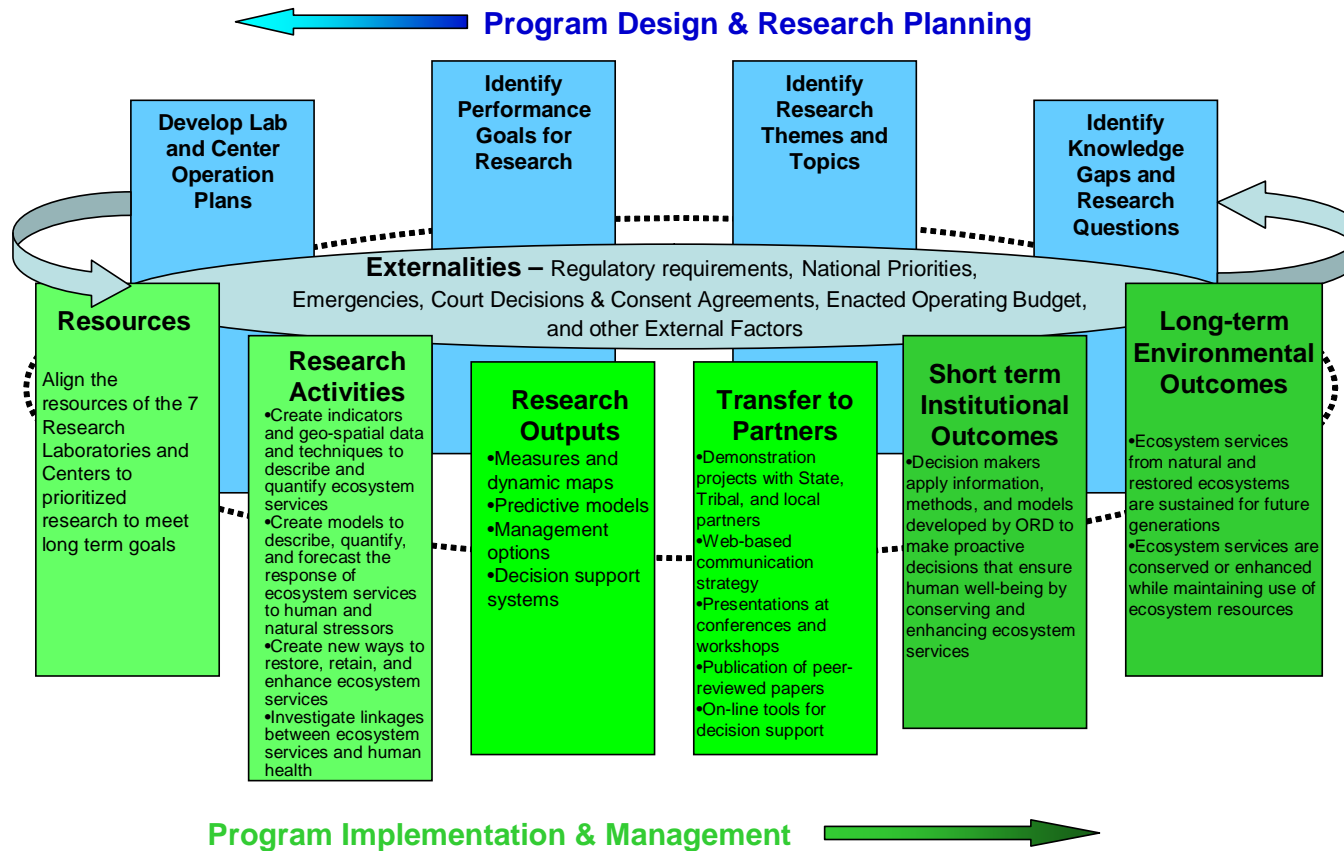 Program Design & Research Planning
Develop Lab
and Center
Operation
Plans
Identify
Performance
Goals for
Research
Identify
Research
Themes and
Topics
Identify
Knowledge
Gaps and
Research
Questions
Externalities – Regulatory requirements, National Priorities,
Emergencies, Court Decisions & Consent Agreements, Enacted Operating Budget,
and other External Factors
Resources
Align the
resources of the 7
Research
Laboratories and
Centers to
prioritized
research to meet
long term goals
Research
Activities
•Create indicators
and geo-spatial data
and techniques to
describe and
quantify ecosystem
services
•Create models to
describe, quantify,
and forecast the
response of
ecosystem services
to human and
natural stressors
•Create new ways to
restore, retain, and
enhance ecosystem
services
•Investigate linkages
between ecosystem
services and human
health
Research
Outputs
•Measures and
dynamic maps
•Predictive models
•Management
options
•Decision support
systems
Transfer to
Partners
•Demonstration
projects with State,
Tribal, and local
partners
•Web-based
communication
strategy
•Presentations at
conferences and
workshops
•Publication of peer-
reviewed papers
•On-line tools for
decision support
Short term
Institutional
Outcomes
•Decision makers
apply information,
methods, and models
developed by ORD to
make proactive
decisions that ensure
human well-being by
conserving and
enhancing ecosystem
services
Long-term
Environmental
Outcomes
•Ecosystem services
from natural and
restored ecosystems
are sustained for future
generations
•Ecosystem services are
conserved or enhanced
while maintaining use of
ecosystem resources
Program Implementation & Management